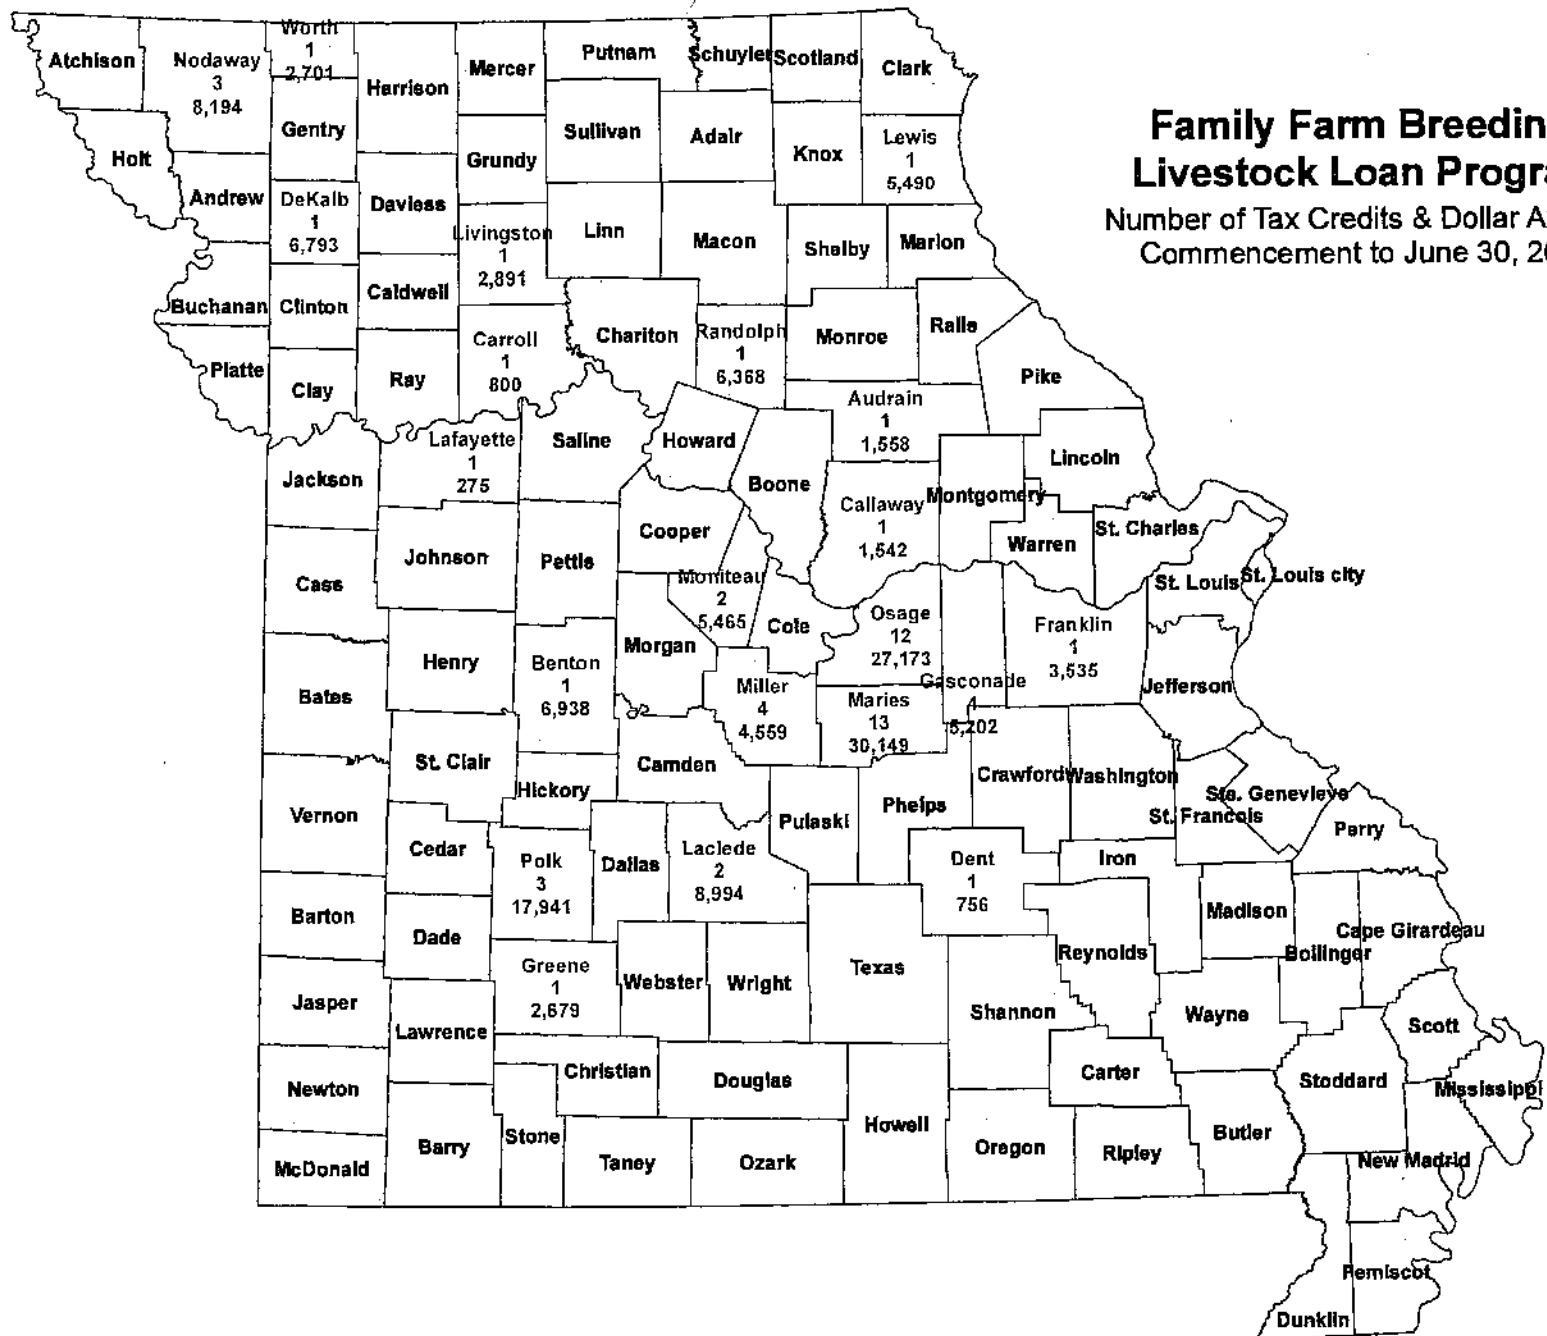 Family Farm Breedin
Livestock Loan Progra
Number of Tax Credits & Dollar A
Commencement to June 30, 20
Atchison
Nodaway
3
8,194
Worth
1
2,701
Harrison
Mercer
Putnam
Schuyler
Scotland
Clark
Holt
Andrew
Gentry
DeKalb
1
6,793
Daviess
Grundy
Livingston
1
2,891
Sullivan
Adair
Knox
Lewis
1
5,490
Linn
Macon
Shelby
Marion
Buchanan
Clinton
Caldwell
Platte
Clay
Ray
Carroll
1
800
Chariton
Randolph
1
6,368
Monroe
Ralls
Pike
Audrain
1
1,558
Jackson
Lafayette
1
275
Saline
Howard
Boone
Callaway
1
1,542
Montgomery
Lincoln
Warren
St. Charles
St. Louis
St. Louis city
Cass
Johnson
Pettis
Cooper
Moniteau
2
5,465
Cole
Osage
12
27,173
Gasconade
4
5,202
Franklin
1
3,535
Jefferson
Bates
Henry
Benton
1
6,938
Morgan
Miller
4
4,559
Maries
13
30,149
St. Clair
Hickory
Camden
Pulaski
Phelps
Crawford
Washington
Ste. Genevieve
St. Francois
Perry
Vernon
Cedar
Polk
3
17,941
Dallas
Laclede
2
8,994
Dent
1
756
Iron
Madison
Bollinger
Cape Girardeau
Barton
Dade
Greene
1
2,679
Webster
Wright
Texas
Reynolds
Shannon
Wayne
Scott
Jasper
Lawrence
Newton
Christian
Douglas
Howell
Carter
Stoddard
Mississippi
McDonald
Barry
Stone
Taney
Ozark
Oregon
Ripley
Butler
New Madrid
Pemiscot
Dunklin